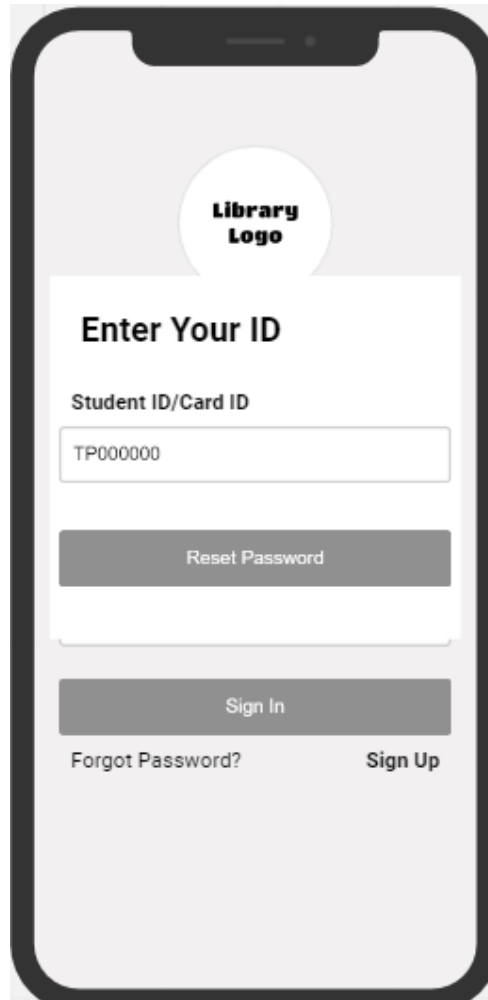 Library
Logo
Enter Your ID
Student ID/Card ID
TP000000
Reset Password
Sign In
Forgot Password? Sign Up